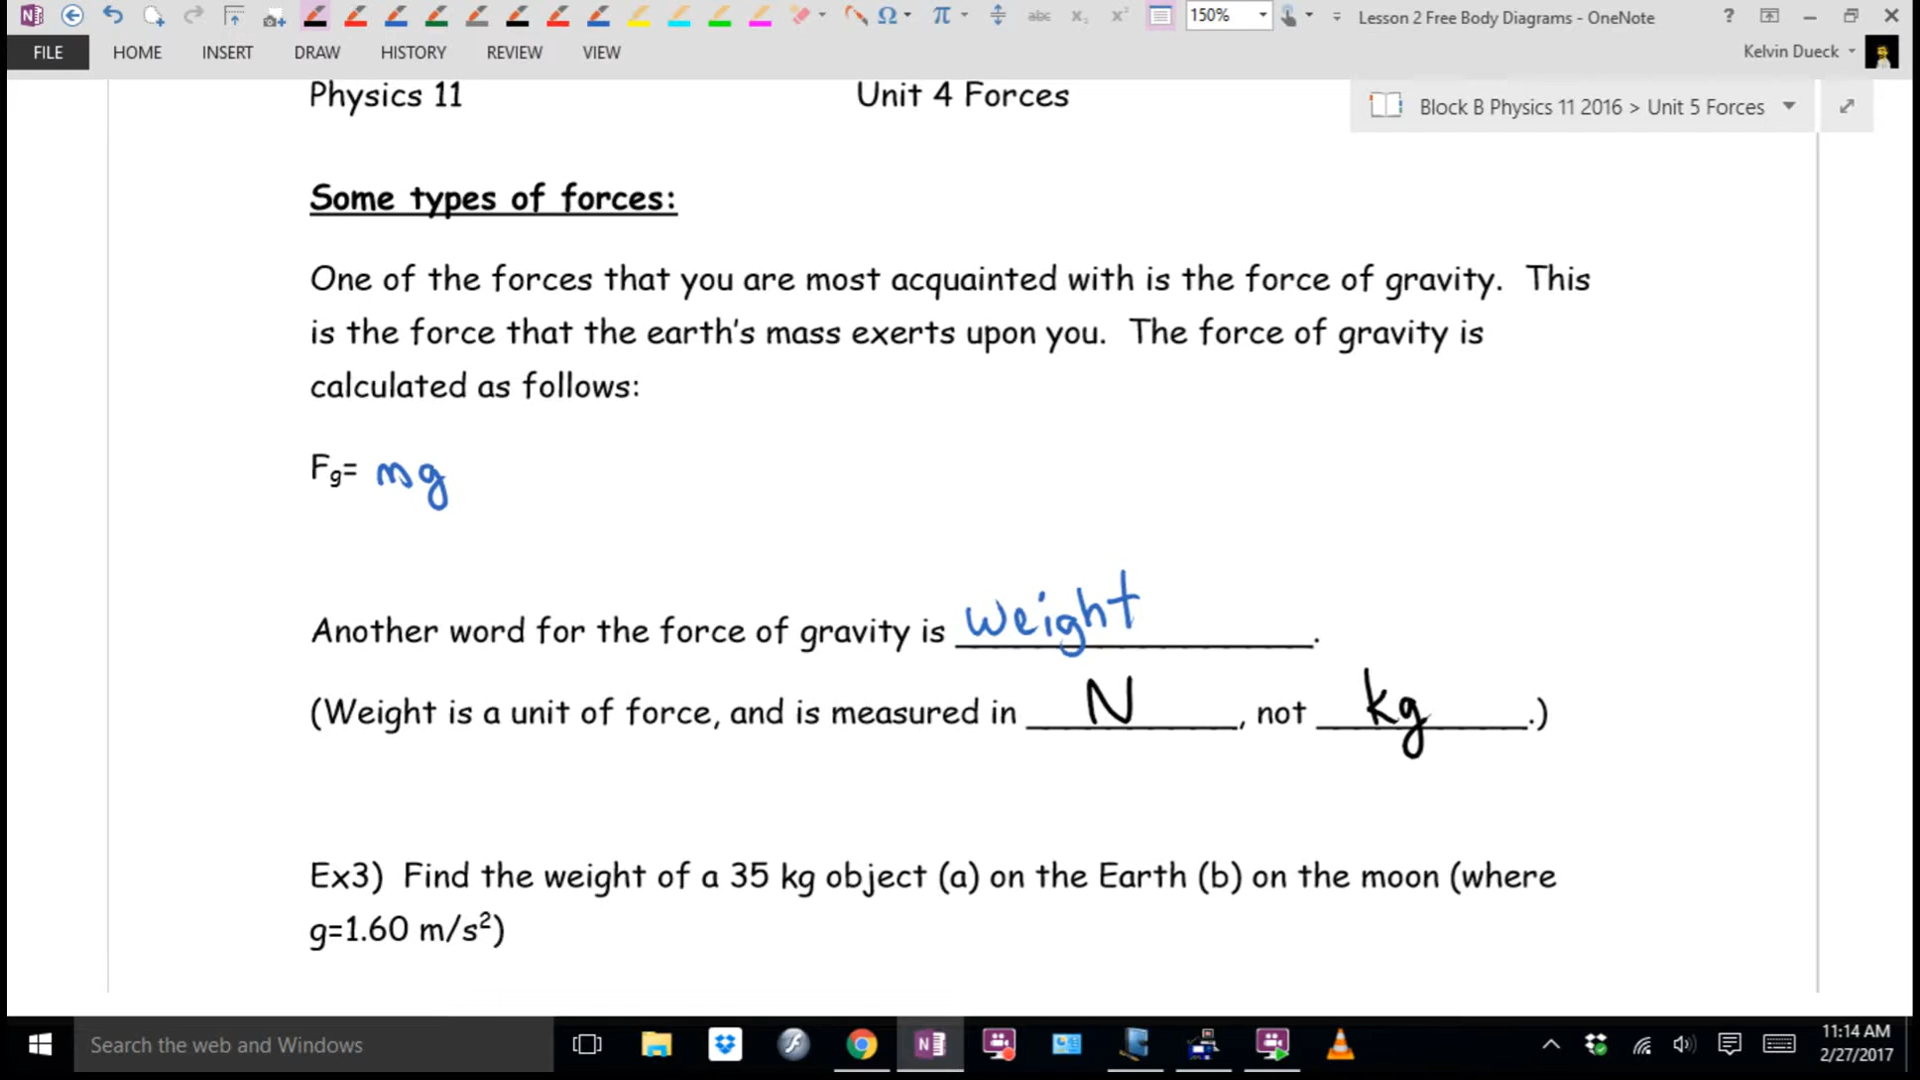 150%
Lesson 2 Free Body Diagrams - OneNote
FILE HOME INSERT DRAW HISTORY REVIEW VIEW
Kelvin Dueck
Physics 11 Unit 4 Forces
Block B Physics 11 2016 > Unit 5 Forces
Some types of forces:
One of the forces that you are most acquainted with is the force of gravity. This
is the force that the earth's mass exerts upon you. The force of gravity is
calculated as follows:
Fg= mg
Another word for the force of gravity is weight.
(Weight is a unit of force, and is measured in N, not kg.)
Ex3) Find the weight of a 35 kg object (a) on the Earth (b) on the moon (where
g=1.60 m/s²)
Search the web and Windows
11:14 AM
2/27/2017